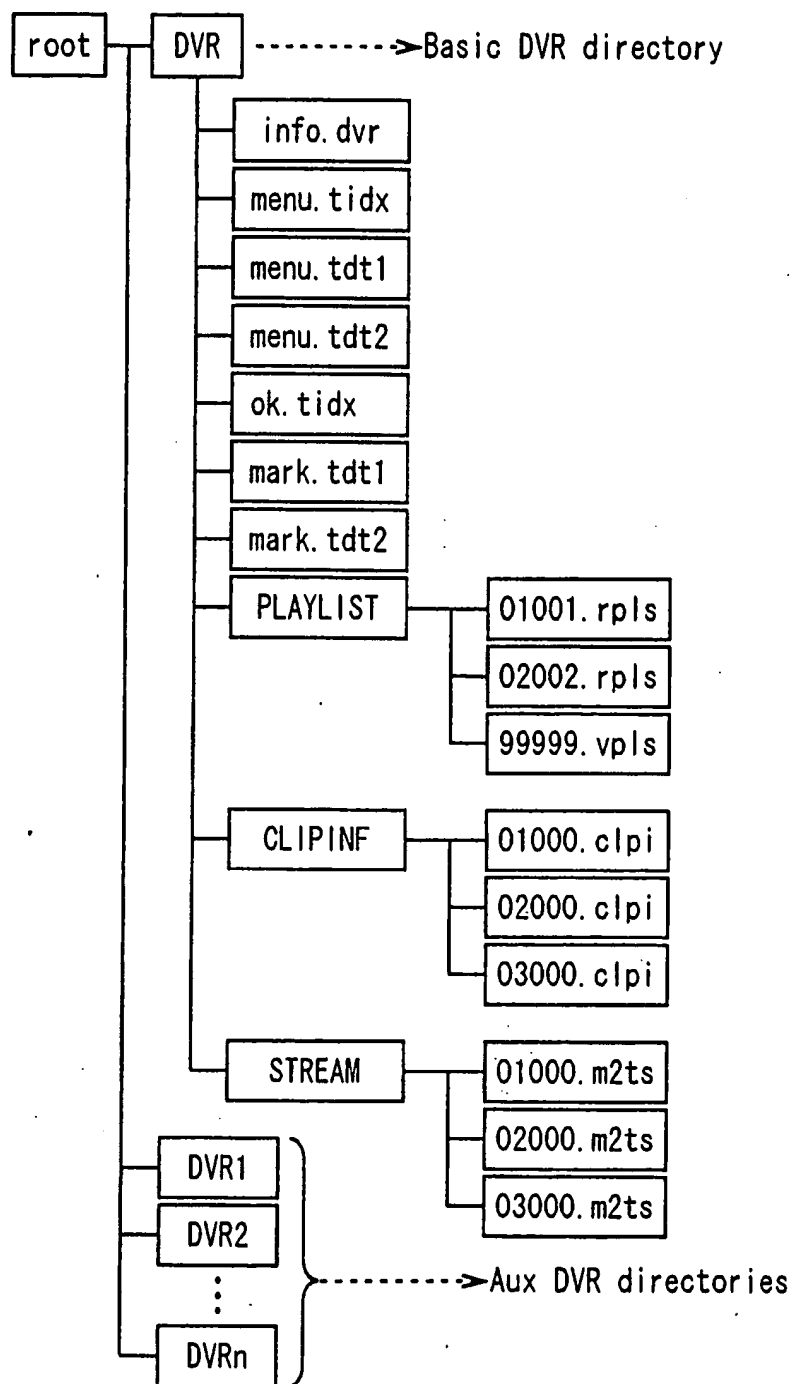 root DVR Basic DVR directory
info.dvr
menu.tidx
menu.tdt1
menu.tdt2
ok.tidx
mark.tdt1
mark.tdt2
PLAYLIST 01001.rpls
02002.rpls
99999.vpls
CLIPINF 01000.clpi
02000.clpi
03000.clpi
STREAM 01000.m2ts
02000.m2ts
03000.m2ts
DVR1
DVR2
Aux DVR directories
DVRn